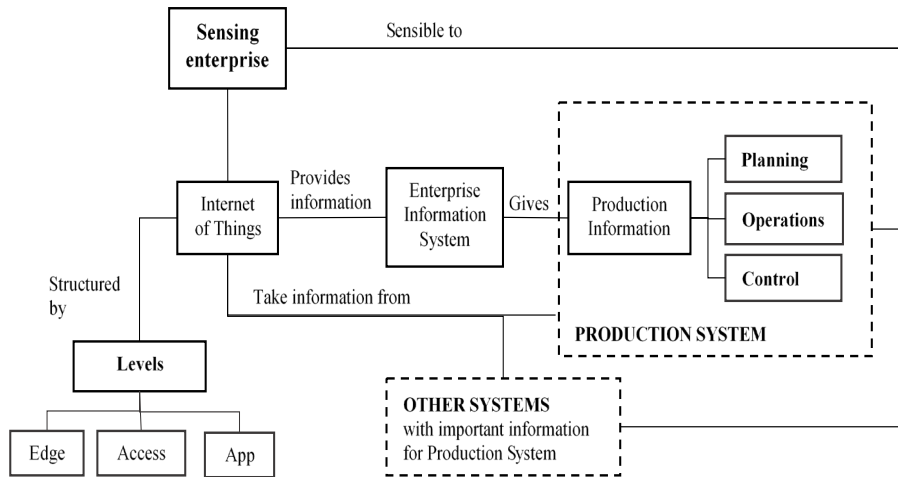 Sensing
enterprise
Sensible to
Planning
Internet
of Things
Provides
information
Enterprise
Information
System
Gives
Production
Information
Operations
Control
Structured
by
Take information from
PRODUCTION SYSTEM
Levels
OTHER SYSTEMS
with important information
for Production System
Edge
Access
App